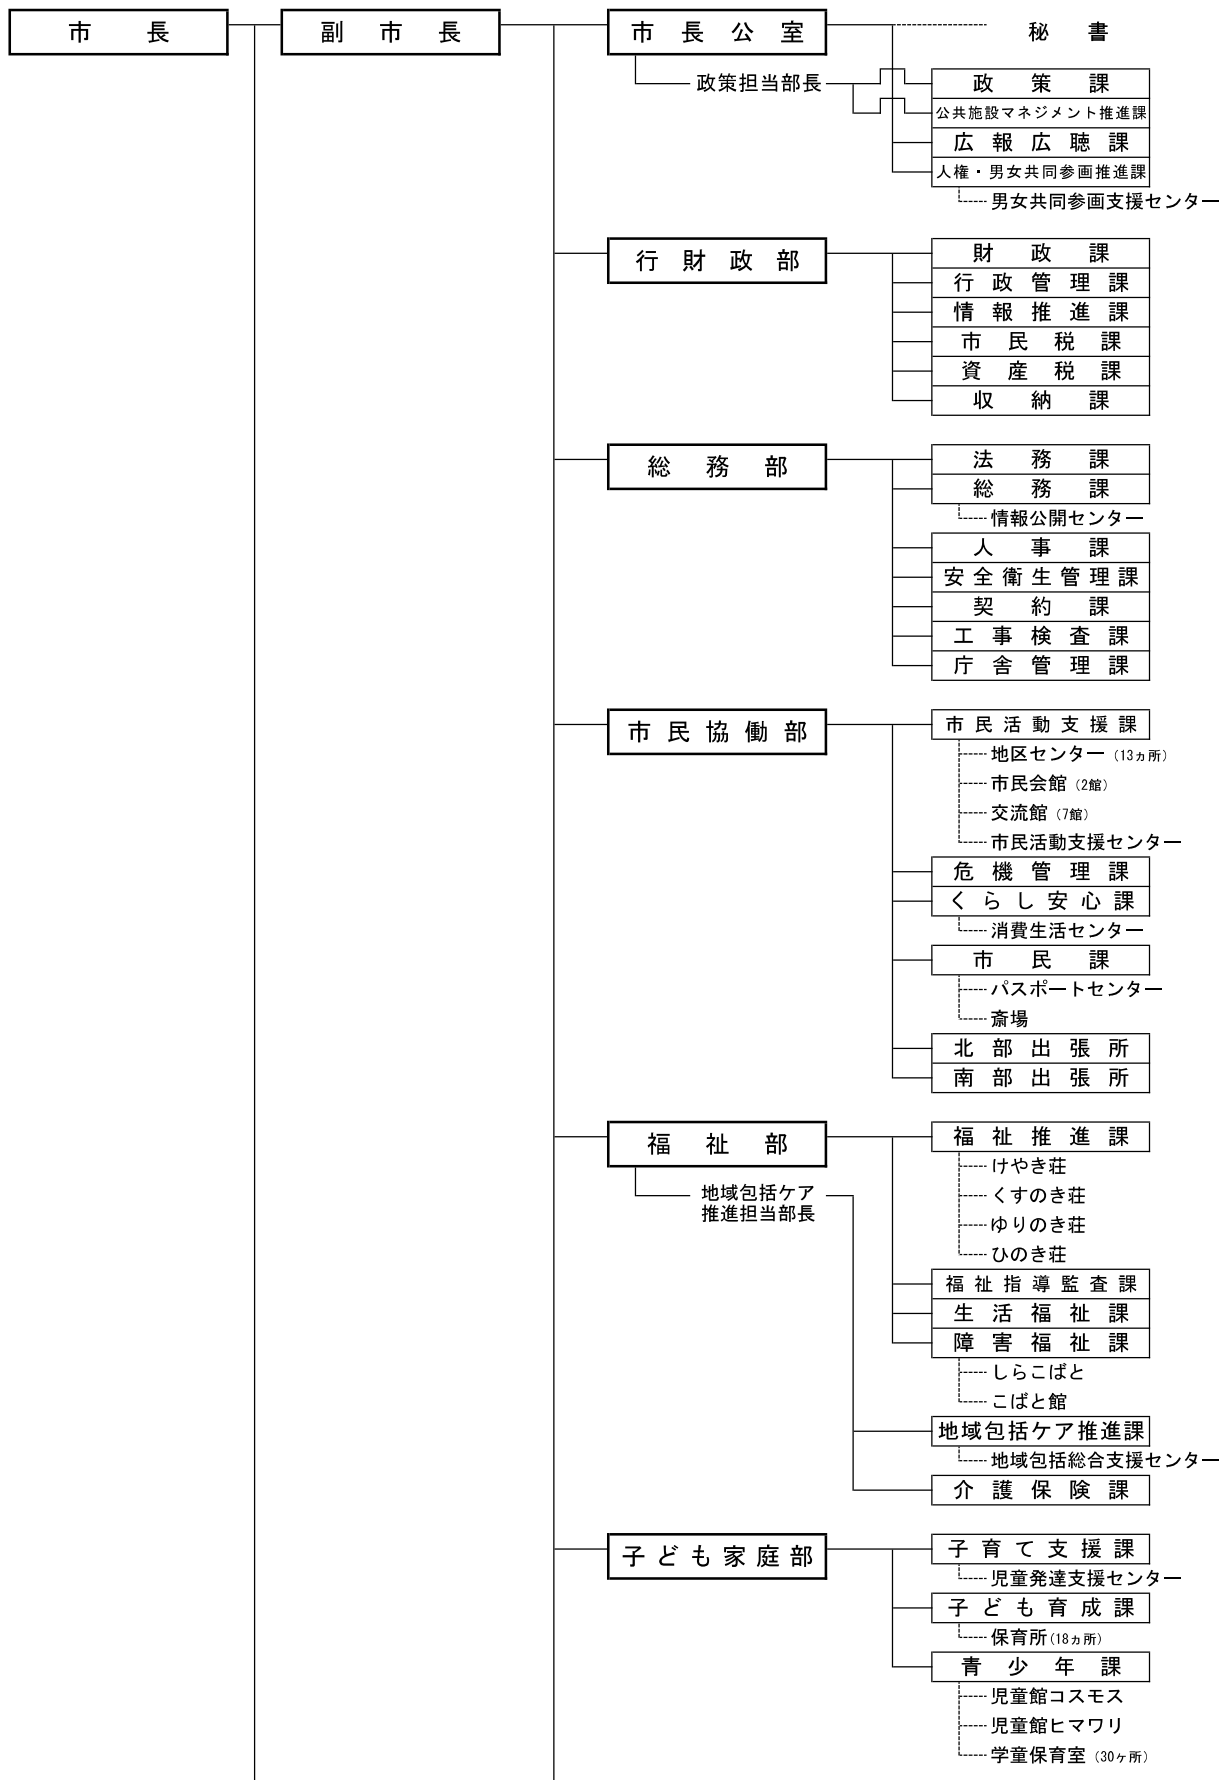 市長
副市長
市長公室
秘書
政策担当部長
政策課
公共施設マネジメント推進課
広報広聴課
人権・男女共同参画推進課
男女共同参画支援センター
行財政部
財政課
行政管理課
情報推進課
市民税課
資産税課
収納課
総務部
法務課
総務課
情報公開センター
人事課
安全衛生管理課
契約課
工事検査課
庁舎管理課
市民協働部
市民活動支援課
地区センター（13ヵ所）
市民会館（2館）
交流館（7館）
市民活動支援センター
危機管理課
くらし安心課
消費生活センター
市民課
パスポートセンター
斎場
北部出張所
南部出張所
福祉部
福祉推進課
けやき荘
地域包括ケア
推進担当部長
くすのき荘
ゆりのき荘
ひのき荘
福祉指導監査課
生活福祉課
障害福祉課
しらこばと
こばと館
地域包括ケア推進課
地域包括総合支援センター
介護保険課
子ども家庭部
子育て支援課
児童発達支援センター
子ども育成課
保育所（18ヵ所）
青少年課
児童館コスモス
児童館ヒマワリ
学童保育室（30ヶ所）